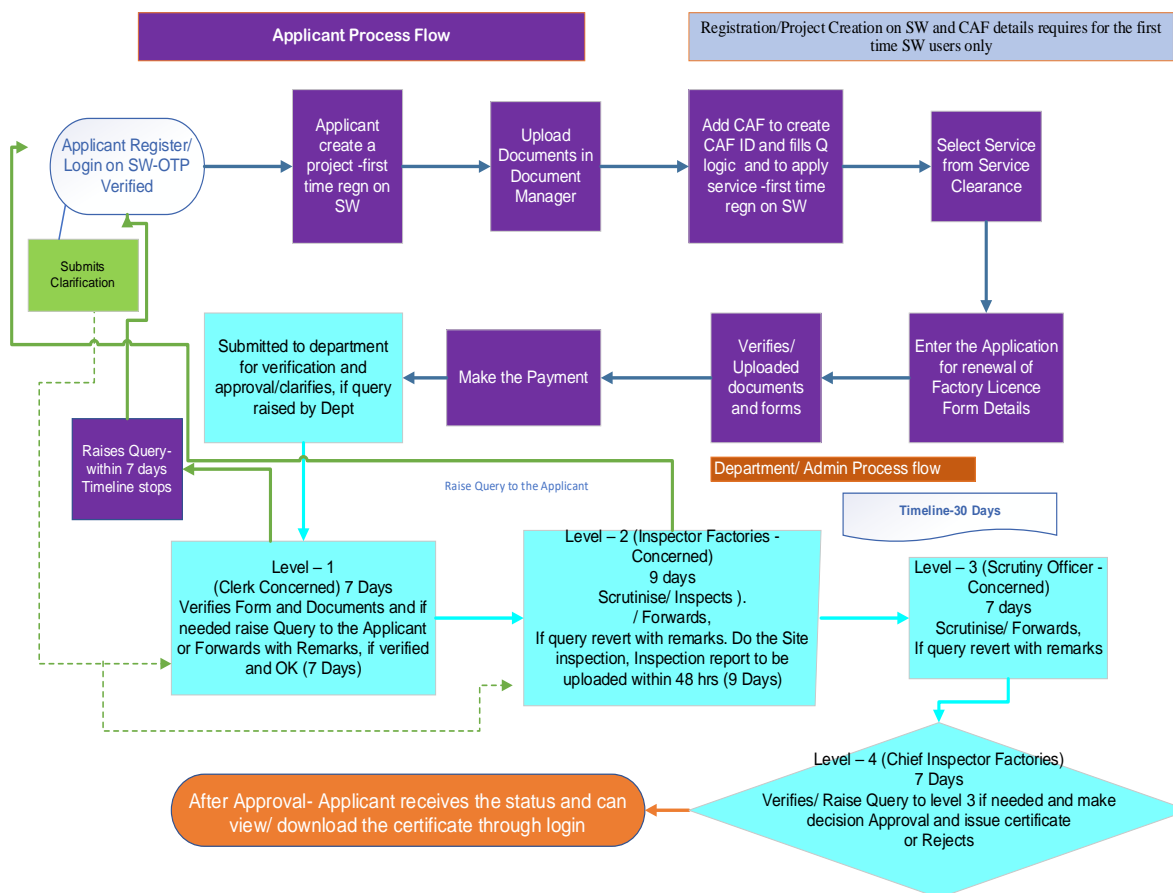 Applicant Process Flow
Registration/Project Creation on SW and CAF details requires for the first
time SW users only
Applicant Register/
Login on SW-OTP
Verified
Applicant
create a
project -first
time regn on
SW
Upload
Documents in
Document
Manager
Add CAF to create
CAF ID and fills Q
logic and to apply
service -first time
regn on SW
Select Service
from Service
Clearance
Submits
Clarification
Submitted to department
for verification and
approval/clarifies, if query
raised by Dept
Make the Payment
Verifies/
Uploaded
documents
and forms
Enter the Application
for renewal of
Factory Licence
Form Details
Raises Query-
within 7 days
Timeline stops
Raise Query to the Applicant
Department/ Admin Process flow
Timeline-30 Days
Level – 1
(Clerk Concerned) 7 Days
Verifies Form and Documents and if
needed raise Query to the Applicant
or Forwards with Remarks, if verified
and OK (7 Days)
Level – 2 (Inspector Factories -
Concerned)
9 days
Scrutinise/ Inspects ).
/ Forwards,
If query revert with remarks. Do the Site
inspection, Inspection report to be
uploaded within 48 hrs (9 Days)
Level – 3 (Scrutiny Officer -
Concerned)
7 days
Scrutinise/ Forwards,
If query revert with remarks
Level – 4 (Chief Inspector Factories)
7 Days
Verifies/ Raise Query to level 3 if needed and make
decision Approval and issue certificate
or Rejects
After Approval- Applicant receives the status and can
view/ download the certificate through login